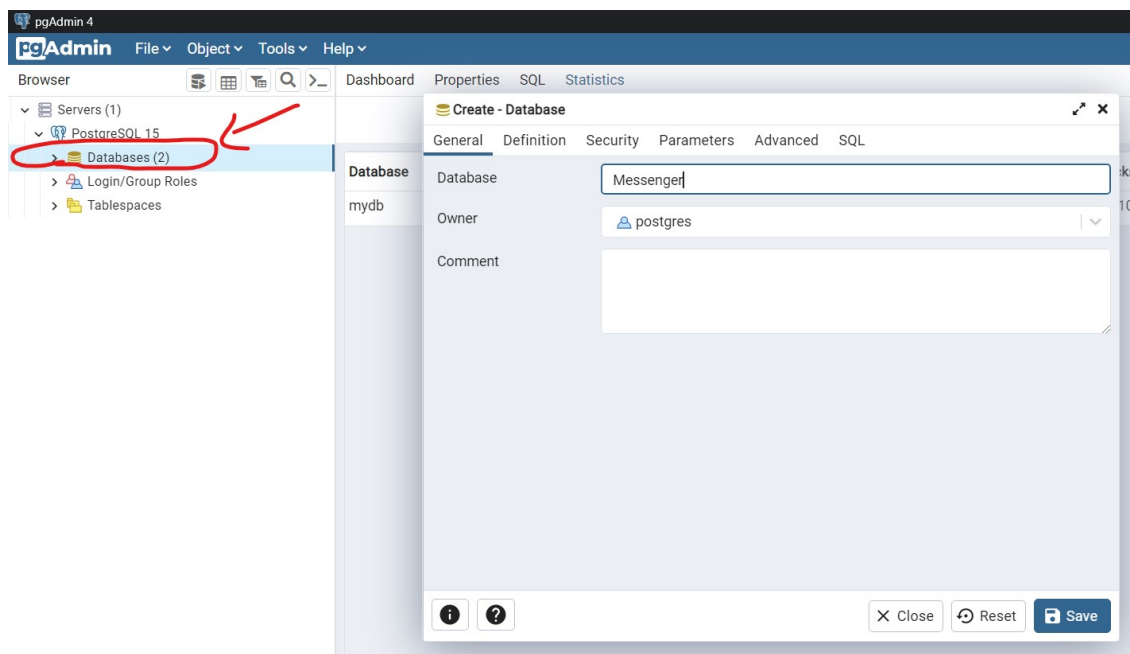 pgAdmin 4
pgAdmin File Object Tools Help
Browser Dashboard Properties SQL Statistics
Servers (1)
PostgreSQL 15
Databases (2)
Login/Group Roles
Tablespaces
Database
mydb
Create - Database
General Definition Security Parameters Advanced SQL
Database Messenger
Owner postgres
Comment
Close Reset Save